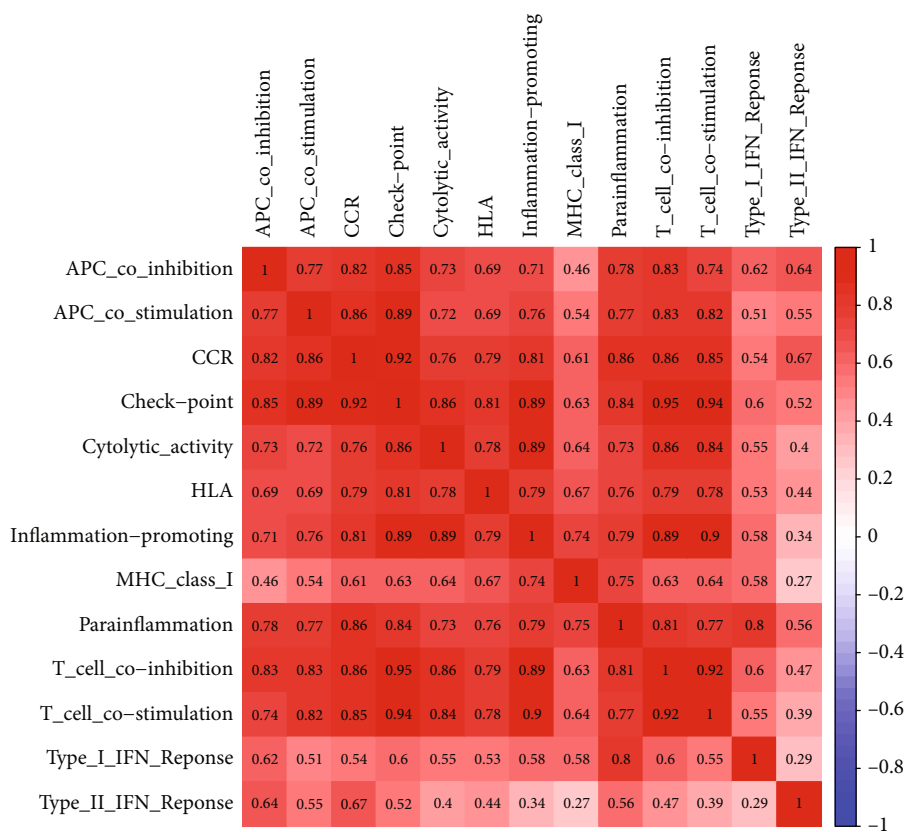 APC_co_inhibition
APC_co_stimulation
CCR
Check−point
Cytolytic_activity
HLA
Inflammation−promoting
MHC_class_I
Parainflammation
T_cell_co−inhibition
T_cell_co−stimulation
Type_I_IFN_Reponse
Type_II_IFN_Reponse
APC_co_inhibition 1 0.77 0.82 0.85 0.73 0.69 0.71 0.46 0.78 0.83 0.74 0.62 0.64
APC_co_stimulation 0.77 1 0.86 0.89 0.72 0.69 0.76 0.54 0.77 0.83 0.82 0.51 0.55
CCR 0.82 0.86 1 0.92 0.76 0.79 0.81 0.61 0.86 0.86 0.85 0.54 0.67
Check−point 0.85 0.89 0.92 1 0.86 0.81 0.89 0.63 0.84 0.95 0.94 0.6 0.52
Cytolytic_activity 0.73 0.72 0.76 0.86 1 0.78 0.89 0.64 0.73 0.86 0.84 0.55 0.4
HLA 0.69 0.69 0.79 0.81 0.78 1 0.79 0.67 0.76 0.79 0.78 0.53 0.44
Inflammation−promoting 0.71 0.76 0.81 0.89 0.89 0.79 1 0.74 0.79 0.89 0.9 0.58 0.34
MHC_class_I 0.46 0.54 0.61 0.63 0.64 0.67 0.74 1 0.75 0.63 0.64 0.58 0.27
Parainflammation 0.78 0.77 0.86 0.84 0.73 0.76 0.79 0.75 1 0.81 0.77 0.8 0.56
T_cell_co−inhibition 0.83 0.83 0.86 0.95 0.86 0.79 0.89 0.63 0.81 1 0.92 0.6 0.47
T_cell_co−stimulation 0.74 0.82 0.85 0.94 0.84 0.78 0.9 0.64 0.77 0.92 1 0.55 0.39
Type_I_IFN_Reponse 0.62 0.51 0.54 0.6 0.55 0.53 0.58 0.58 0.8 0.6 0.55 1 0.29
Type_II_IFN_Reponse 0.64 0.55 0.67 0.52 0.4 0.44 0.34 0.27 0.56 0.47 0.39 0.29 1
1
0.8
0.6
0.4
0.2
0
−0.2
−0.4
−0.6
−0.8
−1